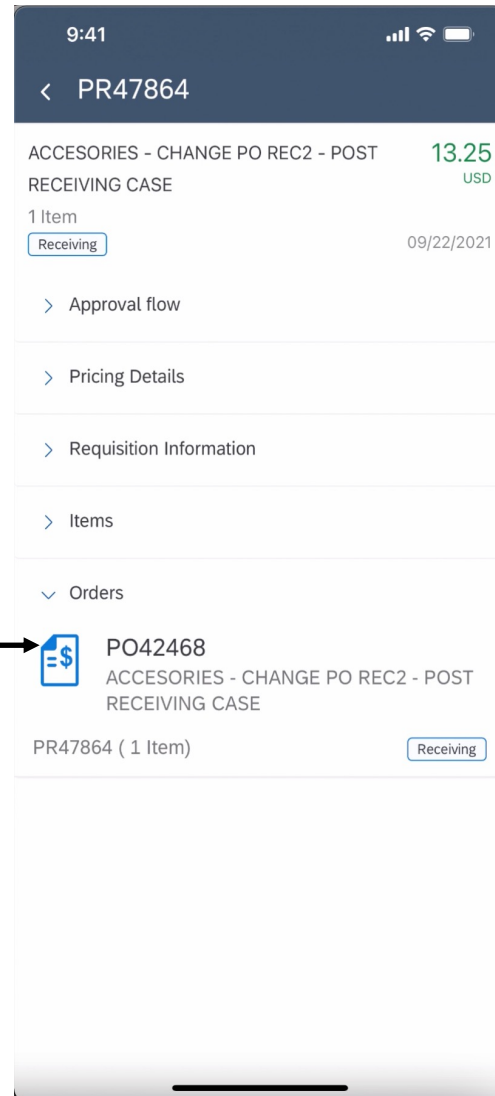 9:41
PR47864
ACCESORIES - CHANGE PO REC2 - POST 13.25
RECEIVING CASE USD
1 Item
Receiving 09/22/2021
Approval flow
Pricing Details
Requisition Information
Items
Orders
=$ PO42468
ACCESORIES - CHANGE PO REC2 - POST
RECEIVING CASE
PR47864 ( 1 Item) Receiving